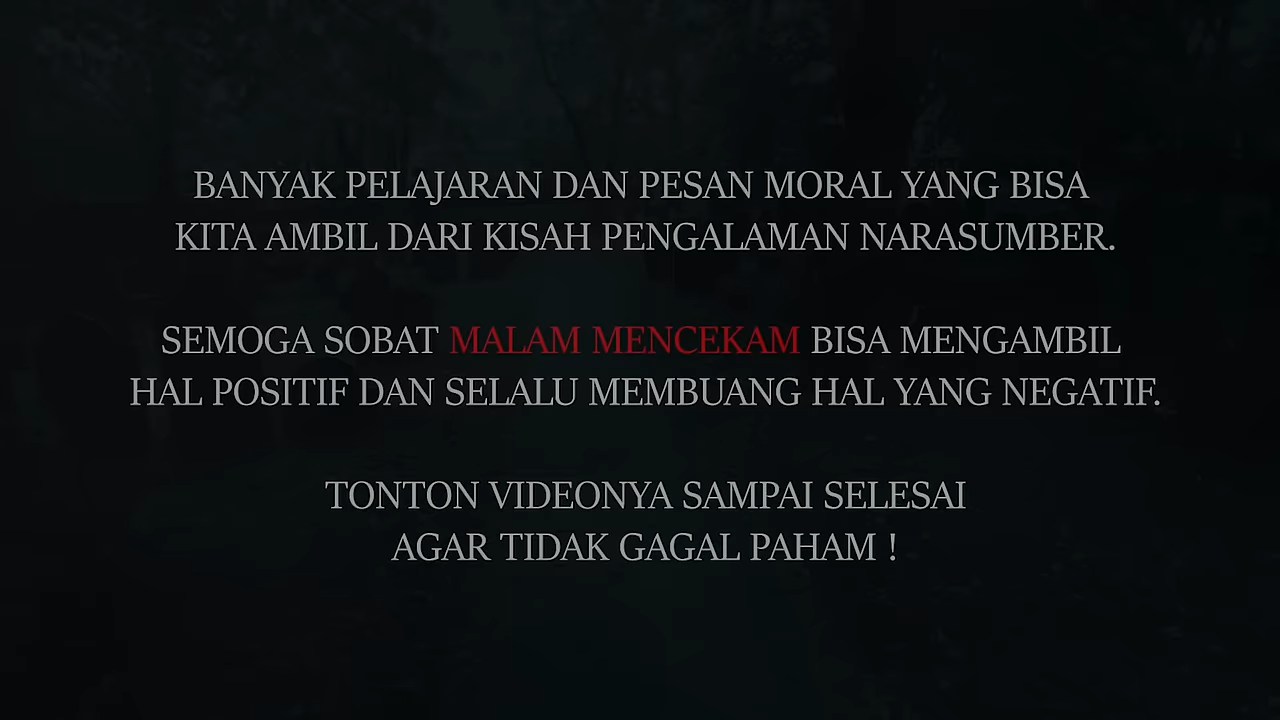 BANYAK PELAJARAN DAN PESAN MORAL YANG BISA
KITA AMBIL DARI KISAH PENGALAMAN NARASUMBER.
SEMOGA SOBAT MALAM MENCEKAM BISA MENGAMBIL
HAL POSITIF DAN SELALU MEMBUANG HAL YANG NEGATIF.
TONTON VIDEONYA SAMPAI SELESAI
AGAR TIDAK GAGAL PAHAM !